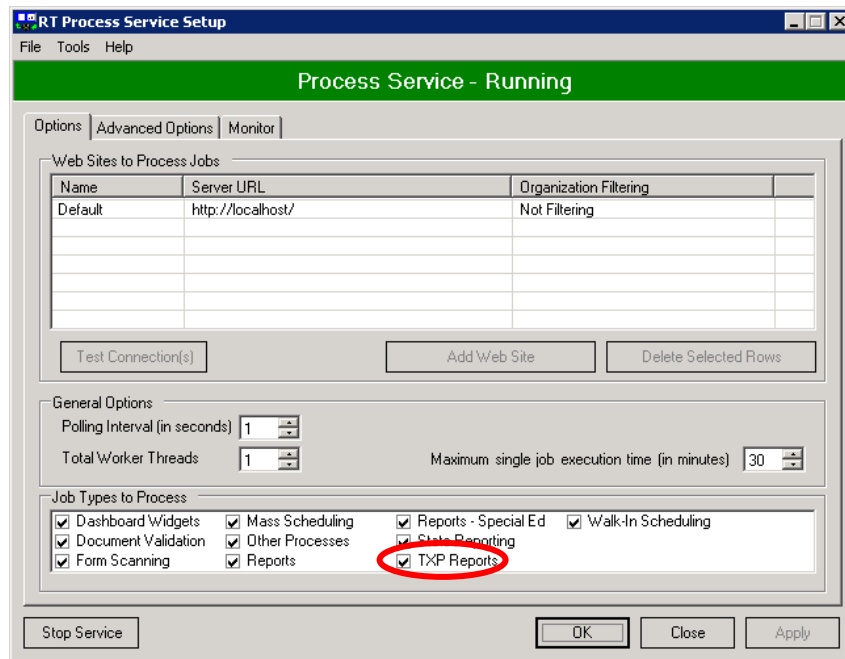 RT Process Service Setup
File Tools Help
Process Service - Running
Options Advanced Options Monitor
Web Sites to Process Jobs
Name Server URL Organization Filtering
Default http://localhost/ Not Filtering
Test Connection(s) Add Web Site Delete Selected Rows
General Options
Polling Interval (in seconds) 1
Total Worker Threads 1 Maximum single job execution time (in minutes) 30
Job Types to Process
Dashboard Widgets Mass Scheduling Reports - Special Ed Walk-In Scheduling
Document Validation Other Processes State Reporting
Form Scanning Reports TXP Reports
Stop Service OK Close Apply